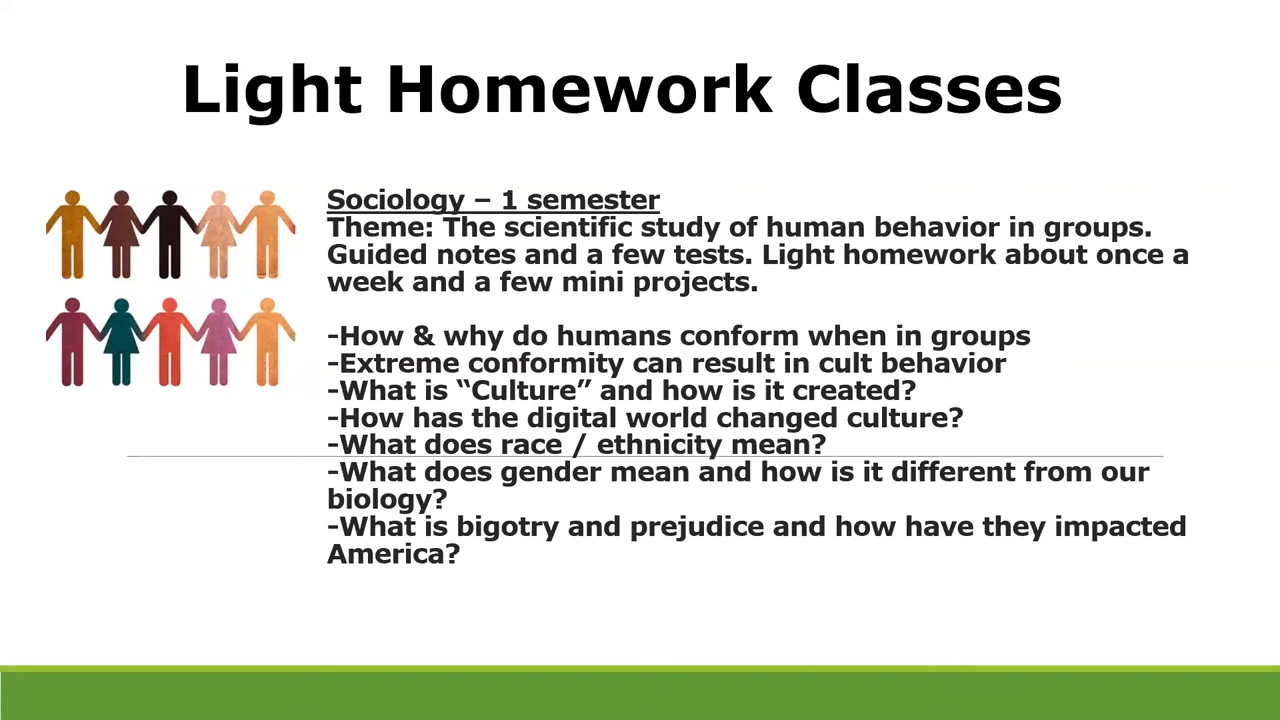 Light Homework Classes
Sociology – 1 semester
Theme: The scientific study of human behavior in groups.
Guided notes and a few tests. Light homework about once a
week and a few mini projects.
-How & why do humans conform when in groups
-Extreme conformity can result in cult behavior
-What is “Culture” and how is it created?
-How has the digital world changed culture?
-What does race / ethnicity mean?
-What does gender mean and how is it different from our
biology?
-What is bigotry and prejudice and how have they impacted
America?